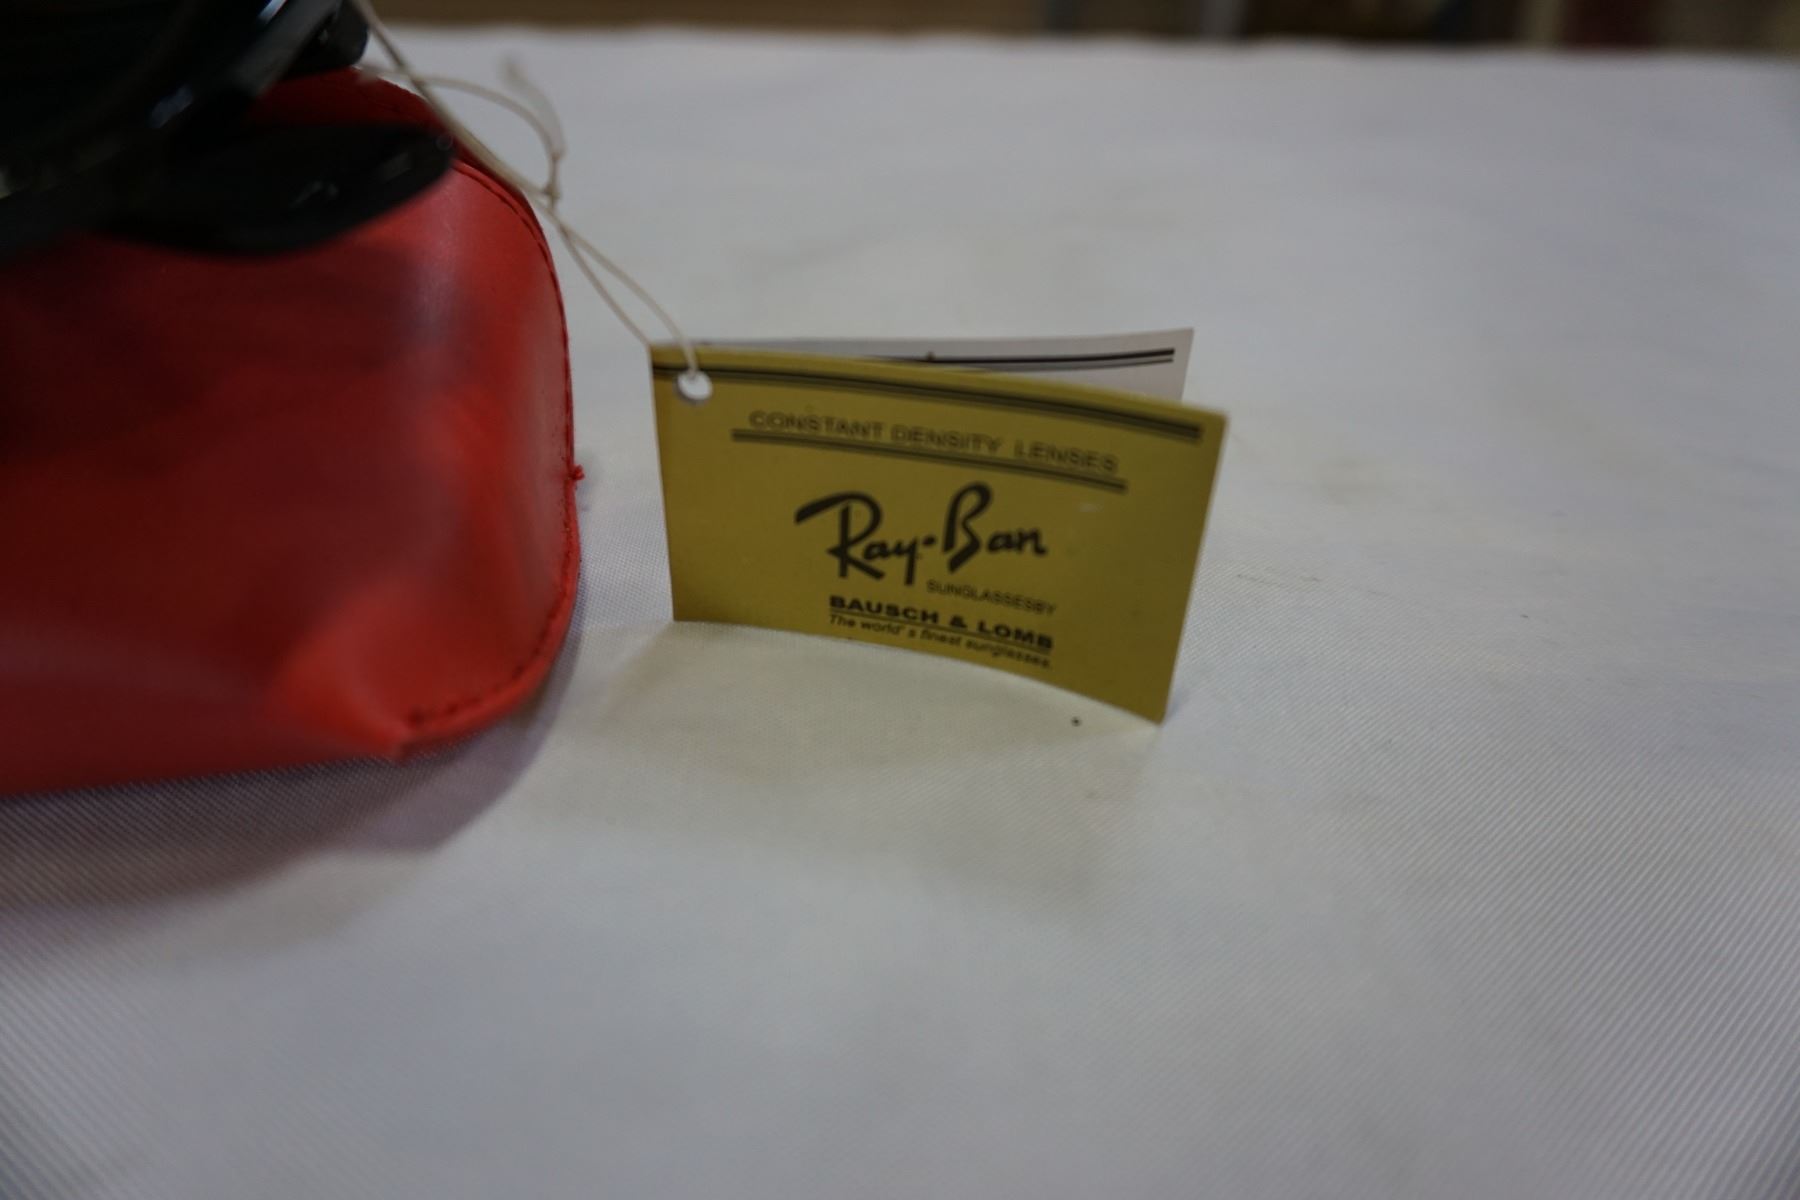 CONSTANT DENSITY LENSES
Ray-Ban
SUNGLASSESBY
BAUSCH & LOMB
The world's finest sunglasses.